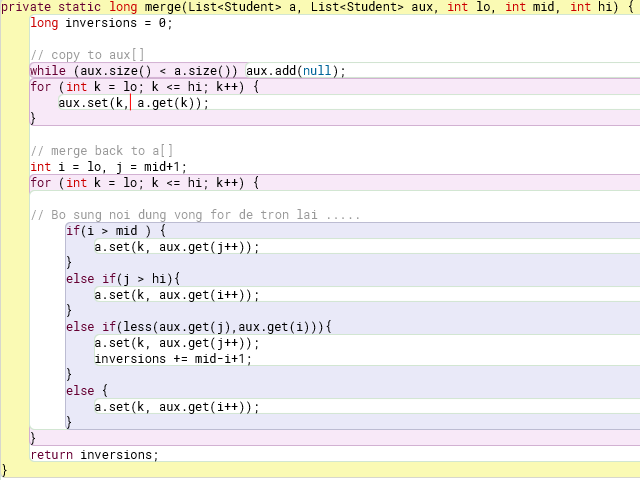 private static long merge(List<Student> a, List<Student> aux, int lo, int mid, int hi) {
long inversions = 0;
// copy to aux[]
while (aux.size() < a.size()) aux.add(null);
for (int k = lo; k <= hi; k++) {
aux.set(k, a.get(k));
}
// merge back to a[]
int i = lo, j = mid+1;
for (int k = lo; k <= hi; k++) {
// Bo sung noi dung vong for de tron lai .....
if(i > mid ) {
a.set(k, aux.get(j++));
}
else if(j > hi){
a.set(k, aux.get(i++));
}
else if(less(aux.get(j),aux.get(i))){
a.set(k, aux.get(j++));
inversions += mid-i+1;
}
else {
a.set(k, aux.get(i++));
}
}
return inversions;
}